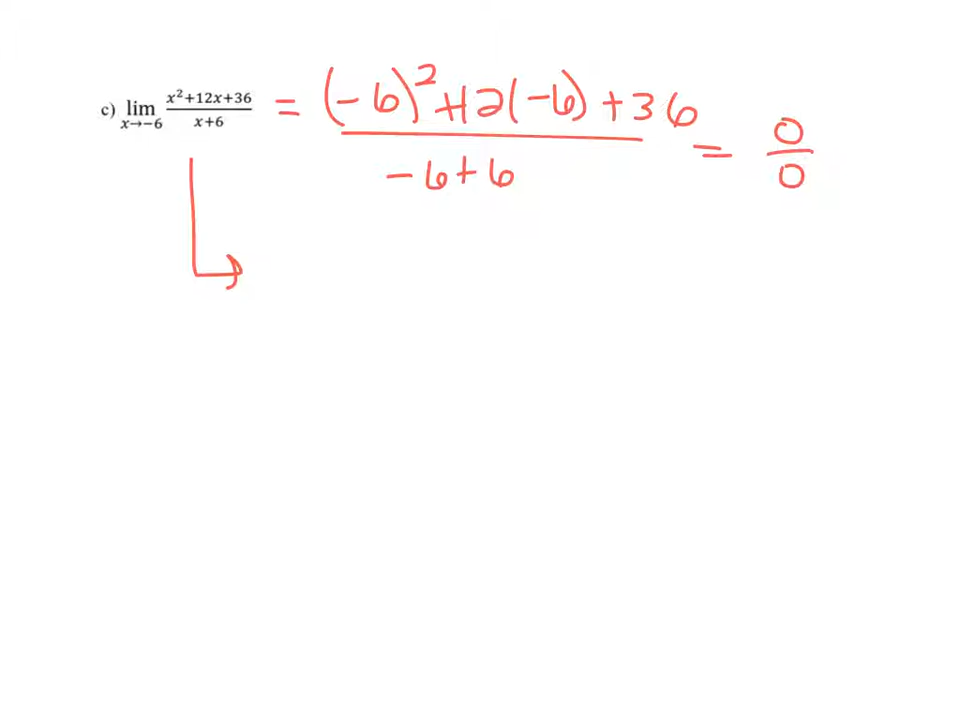 c) lim x→−6 x²+12x+36 / x+6 = (−6)²+12(−6)+36 / −6+6 = 0/0